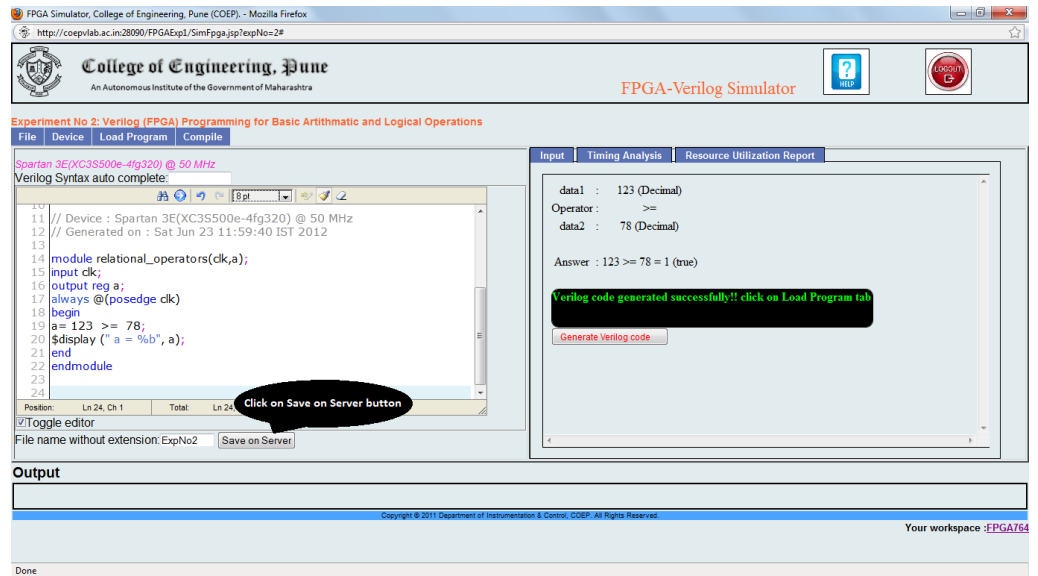 FPGA Simulator, College of Engineering, Pune (COEP). - Mozilla Firefox
http://coepvlab.ac.in:28090/FPGAExp1/SimFpga.jsp?expNo=2#
College of Engineering, Pune
An Autonomous Institute of the Government of Maharashtra
FPGA-Verilog Simulator
HELP
LOGOUT
Experiment No 2: Verilog (FPGA) Programming for Basic Artithmatic and Logical Operations
File Device Load Program Compile
Spartan 3E(XC3S500e-4fg320) @ 50 MHz
Verilog Syntax auto complete:
8 pt
10
11 // Device : Spartan 3E(XC3S500e-4fg320) @ 50 MHz
12 // Generated on : Sat Jun 23 11:59:40 IST 2012
13
14 module relational_operators(clk,a);
15 input clk;
16 output reg a;
17 always @(posedge clk)
18 begin
19 a= 123 >= 78;
20 $display (" a = %b", a);
21 end
22 endmodule
23
24
Position: Ln 24, Ch 1 Total: Ln 24,
Click on Save on Server button
Toggle editor
File name without extension: ExpNo2 Save on Server
Input Timing Analysis Resource Utilization Report
data1 : 123 (Decimal)
Operator : >=
data2 : 78 (Decimal)
Answer : 123 >= 78 = 1 (true)
Verilog code generated successfully!! click on Load Program tab
Generate Verilog code
Output
Copyright © 2011 Department of Instrumentation & Control, COEP. All Rights Reserved.
Your workspace :FPGA764
Done